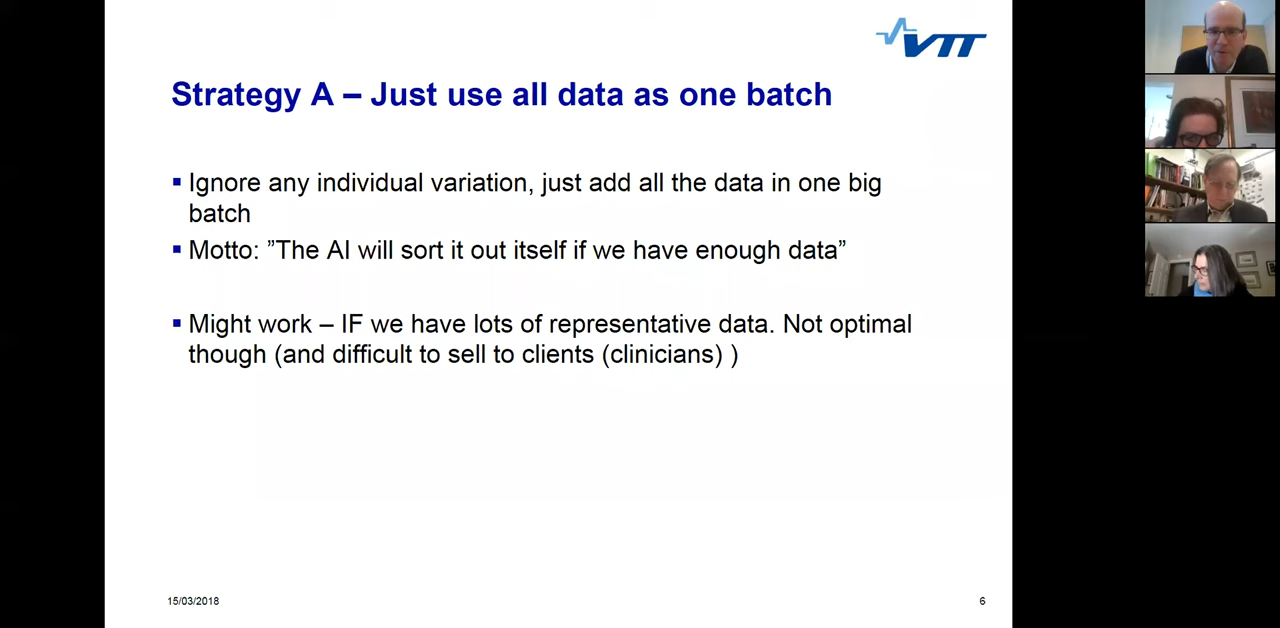 VTT
Strategy A – Just use all data as one batch
▪ Ignore any individual variation, just add all the data in one big
batch
▪ Motto: ”The AI will sort it out itself if we have enough data”
▪ Might work – IF we have lots of representative data. Not optimal
though (and difficult to sell to clients (clinicians) )
15/03/2018
6